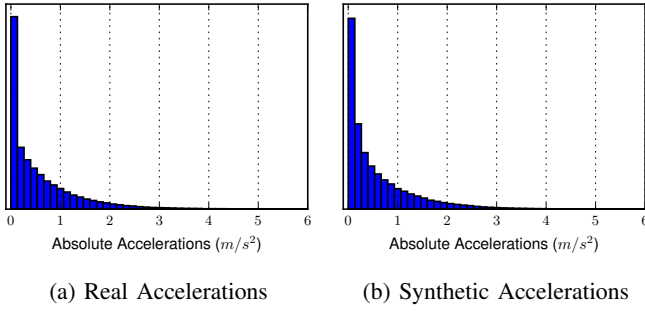 0 1 2 3 4 5 6
Absolute Accelerations (m/s²)
(a) Real Accelerations
0 1 2 3 4 5 6
Absolute Accelerations (m/s²)
(b) Synthetic Accelerations